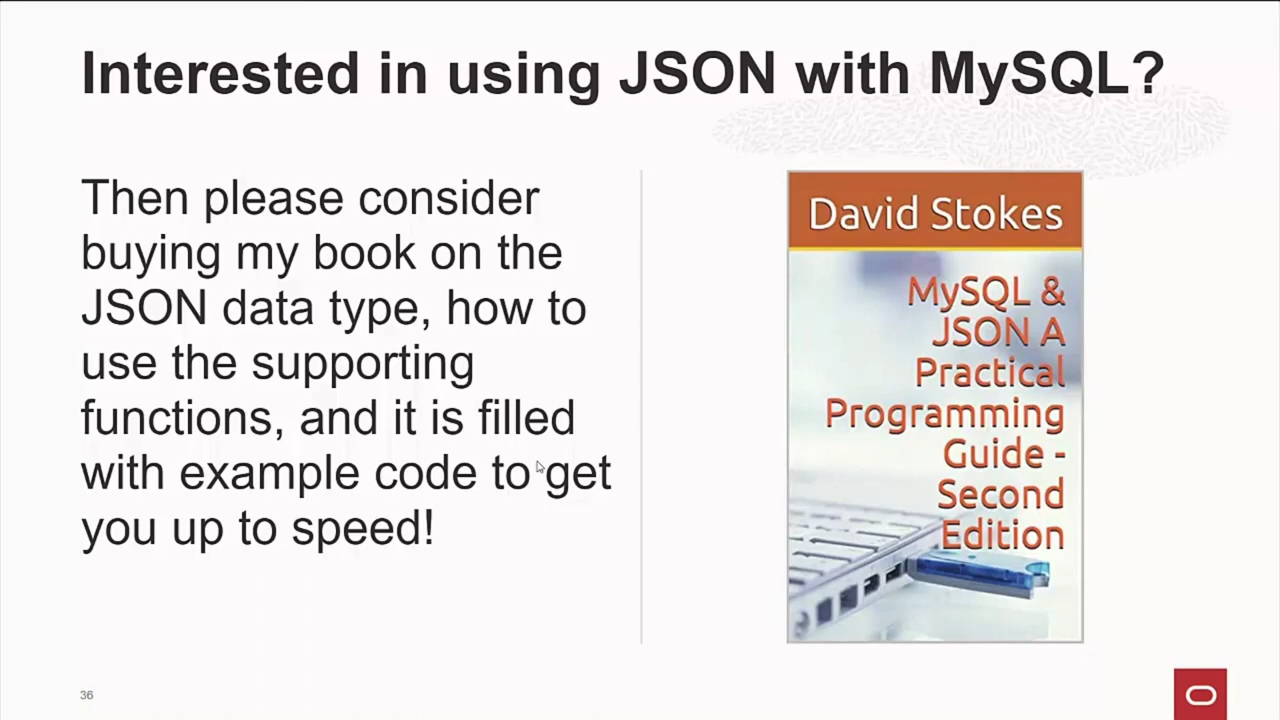 Interested in using JSON with MySQL?
Then please consider
buying my book on the
JSON data type, how to
use the supporting
functions, and it is filled
with example code to get
you up to speed!
David Stokes
MySQL &
JSON A
Practical
Programming
Guide -
Second
Edition
36